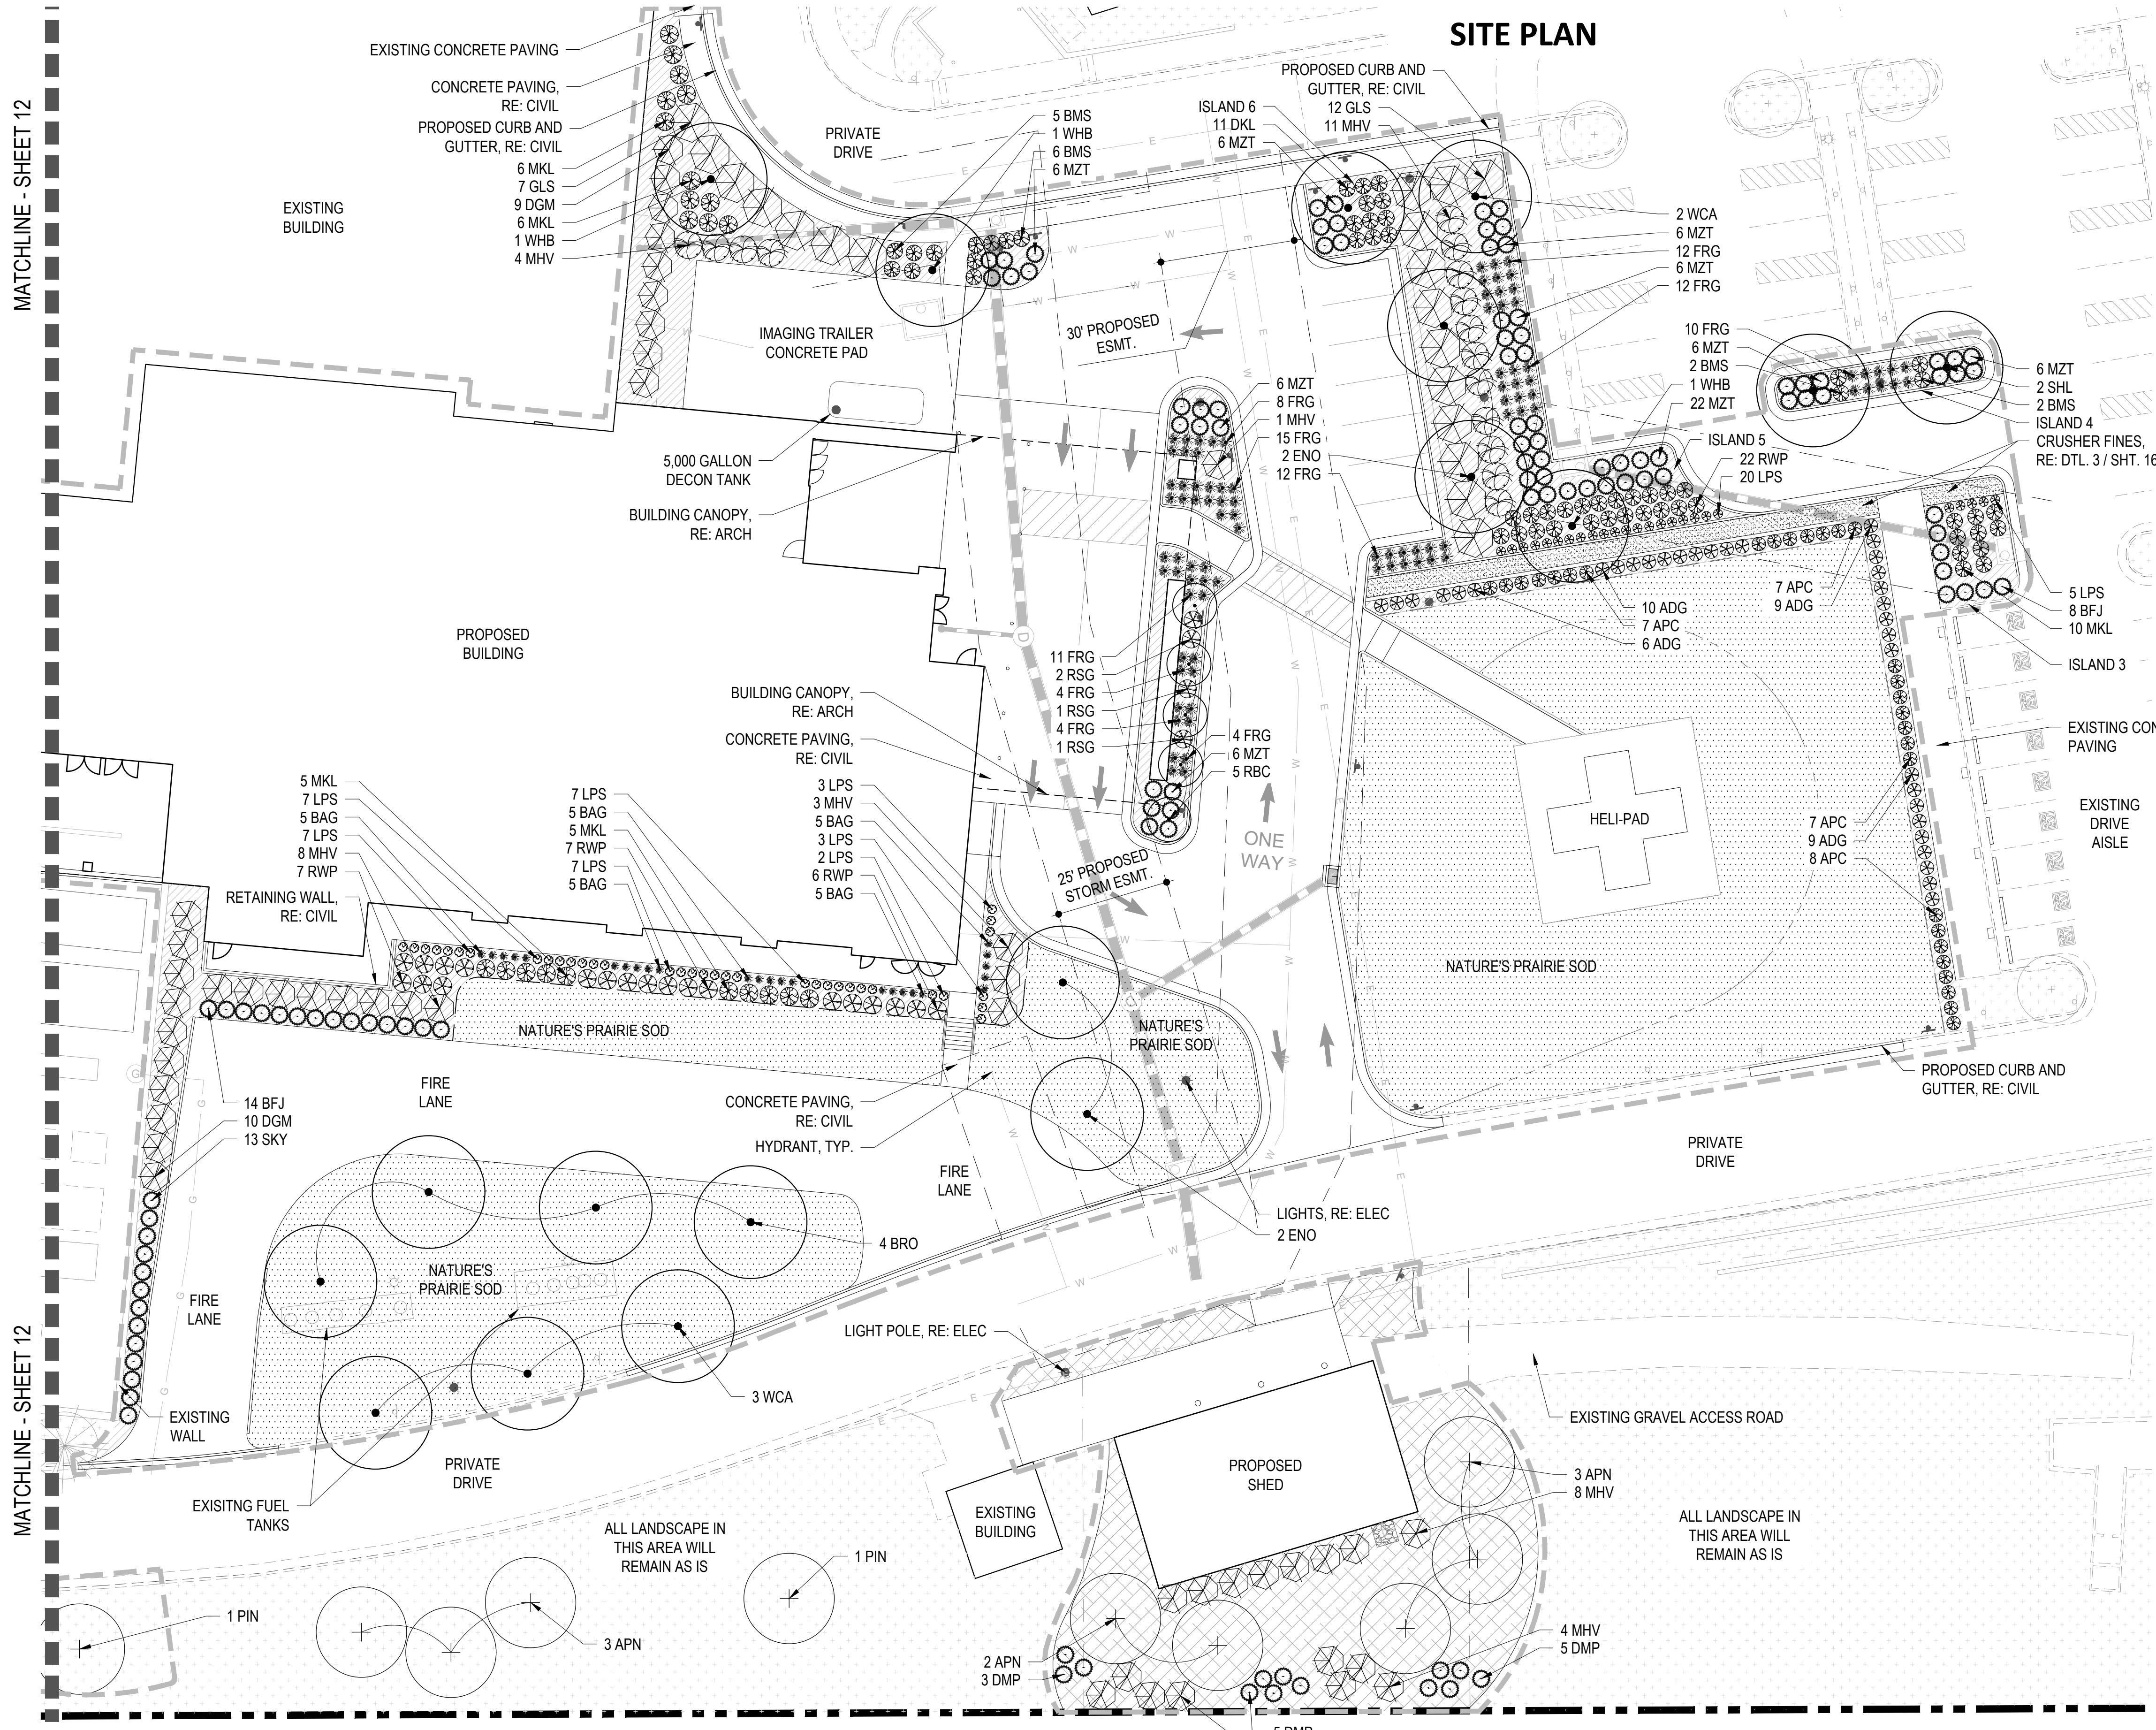 SITE PLAN
MATCHLINE - SHEET 12
EXISTING CONCRETE PAVING
CONCRETE PAVING,
RE: CIVIL
PROPOSED CURB AND
GUTTER, RE: CIVIL
6 MKL
7 GLS
9 DGM
6 MKL
1 WHB
4 MHV
EXISTING
BUILDING
PRIVATE
DRIVE
5 BMS
1 WHB
6 BMS
6 MZT
PROPOSED CURB AND
GUTTER, RE: CIVIL
12 GLS
11 MHV
ISLAND 6
11 DKL
6 MZT
2 WCA
6 MZT
12 FRG
6 MZT
12 FRG
10 FRG
6 MZT
2 BMS
1 WHB
22 MZT
6 MZT
2 SHL
2 BMS
ISLAND 4
CRUSHER FINES,
RE: DTL. 3 / SHT. 16
ISLAND 5
22 RWP
20 LPS
IMAGING TRAILER
CONCRETE PAD
30' PROPOSED
ESMT.
5,000 GALLON
DECON TANK
BUILDING CANOPY,
RE: ARCH
6 MZT
8 FRG
1 MHV
15 FRG
2 ENO
12 FRG
7 APC
9 ADG
10 ADG
7 APC
6 ADG
5 LPS
8 BFJ
10 MKL
ISLAND 3
PROPOSED
BUILDING
11 FRG
2 RSG
4 FRG
1 RSG
4 FRG
1 RSG
BUILDING CANOPY,
RE: ARCH
CONCRETE PAVING,
RE: CIVIL
4 FRG
6 MZT
5 RBC
EXISTING CON
PAVING
EXISTING
DRIVE
AISLE
HELI-PAD
7 APC
9 ADG
8 APC
ONE
WAY
25' PROPOSED
STORM ESMT.
5 MKL
7 LPS
5 BAG
7 LPS
8 MHV
7 RWP
RETAINING WALL,
RE: CIVIL
7 LPS
5 BAG
5 MKL
7 RWP
7 LPS
5 BAG
3 LPS
3 MHV
5 BAG
3 LPS
2 LPS
6 RWP
5 BAG
NATURE'S PRAIRIE SOD
NATURE'S PRAIRIE SOD
NATURE'S
PRAIRIE SOD
FIRE
LANE
14 BFJ
10 DGM
13 SKY
CONCRETE PAVING,
RE: CIVIL
HYDRANT, TYP.
PROPOSED CURB AND
GUTTER, RE: CIVIL
PRIVATE
DRIVE
FIRE
LANE
LIGHTS, RE: ELEC
2 ENO
4 BRO
NATURE'S
PRAIRIE SOD
FIRE
LANE
LIGHT POLE, RE: ELEC
3 WCA
EXISTING
WALL
EXISITNG FUEL
TANKS
PRIVATE
DRIVE
MATCHLINE - SHEET 12
EXISTING GRAVEL ACCESS ROAD
PROPOSED
SHED
EXISTING
BUILDING
3 APN
8 MHV
ALL LANDSCAPE IN
THIS AREA WILL
REMAIN AS IS
ALL LANDSCAPE IN
THIS AREA WILL
REMAIN AS IS
1 PIN
1 PIN
3 APN
2 APN
3 DMP
4 MHV
5 DMP
5 DMP